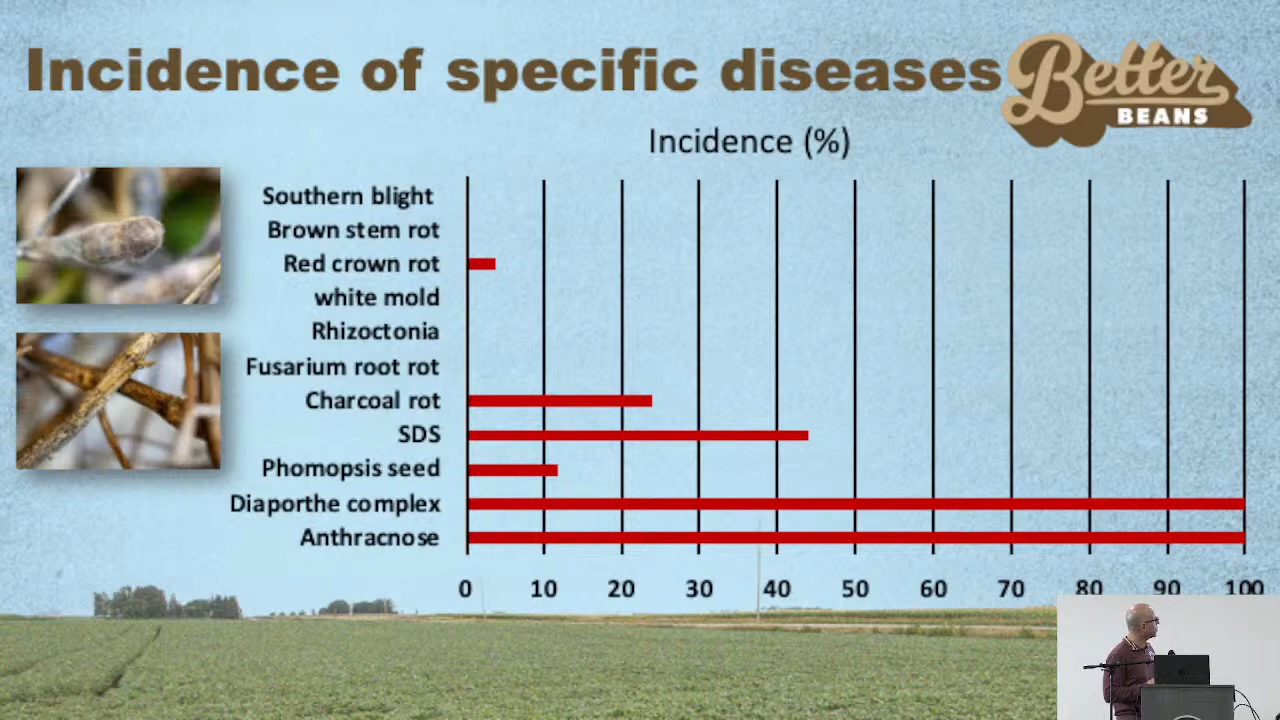 Incidence of specific diseases
Better
BEANS
Incidence (%)
Southern blight
Brown stem rot
Red crown rot
white mold
Rhizoctonia
Fusarium root rot
Charcoal rot
SDS
Phomopsis seed
Diaporthe complex
Anthracnose
0 10 20 30 40 50 60 70 80 90 100